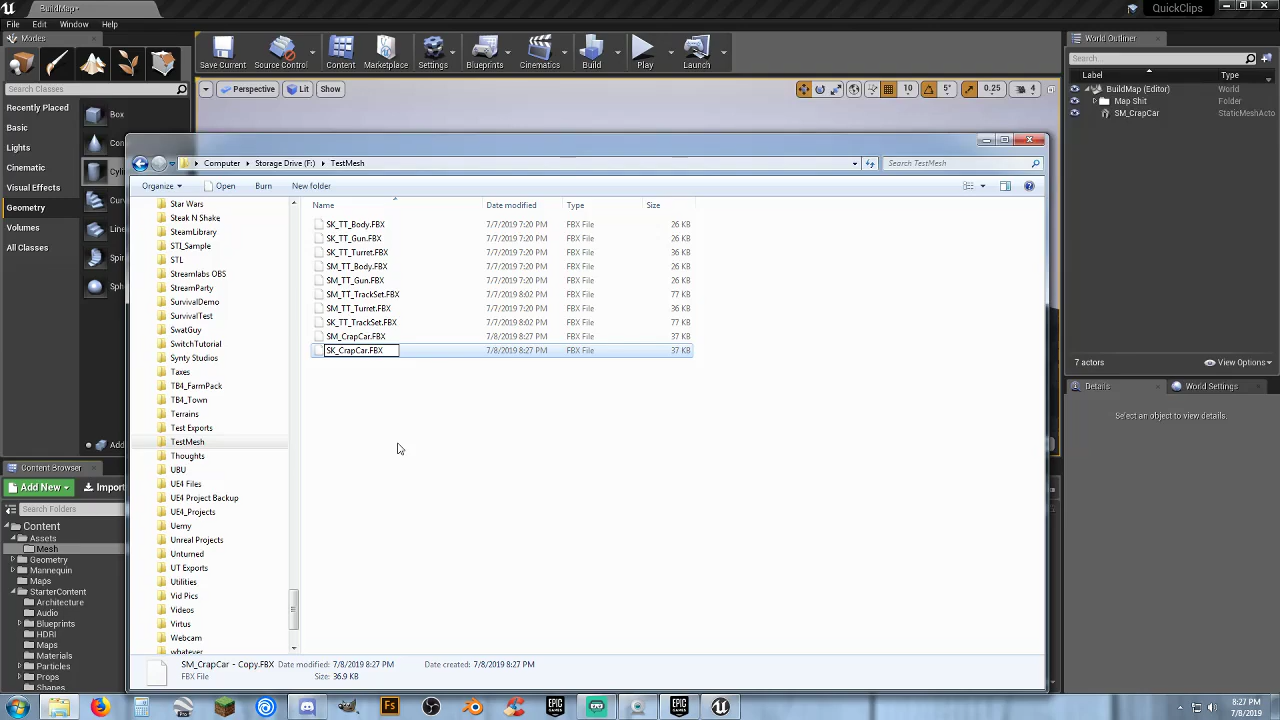 BuildMap*
QuickClips
File Edit Window Help
Modes
Search Classes
Recently Placed
Basic
Lights
Cinematic
Visual Effects
Geometry
Volumes
All Classes
Box
Save Current
Source Control
Content
Marketplace
Settings
Blueprints
Cinematics
Build
Play
Launch
Perspective
Lit
Show
10
5°
0.25
4
World Outliner
Search...
Label
Type
BuildMap (Editor) World
Map Shit Folder
SM_CrapCar StaticMeshActo
7 actors
View Options
Details
World Settings
Select an object to view details.
Computer Storage Drive (F:) TestMesh
Search TestMesh
Organize Open Burn New folder
Name Date modified Type Size
SK_TT_Body.FBX 7/7/2019 7:20 PM FBX File 26 KB
SK_TT_Gun.FBX 7/7/2019 7:20 PM FBX File 26 KB
SK_TT_Turret.FBX 7/7/2019 7:20 PM FBX File 36 KB
SM_TT_Body.FBX 7/7/2019 7:20 PM FBX File 26 KB
SM_TT_Gun.FBX 7/7/2019 7:20 PM FBX File 26 KB
SM_TT_TrackSet.FBX 7/7/2019 8:02 PM FBX File 77 KB
SM_TT_Turret.FBX 7/7/2019 7:20 PM FBX File 36 KB
SK_TT_TrackSet.FBX 7/7/2019 8:02 PM FBX File 77 KB
SM_CrapCar.FBX 7/8/2019 8:27 PM FBX File 37 KB
SK_CrapCar.FBX 7/8/2019 8:27 PM FBX File 37 KB
Star Wars
Steak N Shake
SteamLibrary
STI_Sample
STL
Streamlabs OBS
StreamParty
SurvivalDemo
SurvivalTest
SwatGuy
SwitchTutorial
Synty Studios
Taxes
TB4_FarmPack
TB4_Town
Terrains
Test Exports
TestMesh
Thoughts
UBU
UE4 Files
UE4 Project Backup
UE4_Projects
Uemy
Unreal Projects
Unturned
UT Exports
Utilities
Vid Pics
Videos
Virtus
Webcam
whatever
SM_CrapCar - Copy.FBX Date modified: 7/8/2019 8:27 PM Date created: 7/8/2019 8:27 PM
FBX File Size: 36.9 KB
Content Browser
Add New
Import
Search Folders
Content
Assets
Mesh
Geometry
Mannequin
Maps
StarterContent
Architecture
Audio
Blueprints
HDRI
Maps
Materials
Particles
Props
Shapes
8:27 PM
7/8/2019